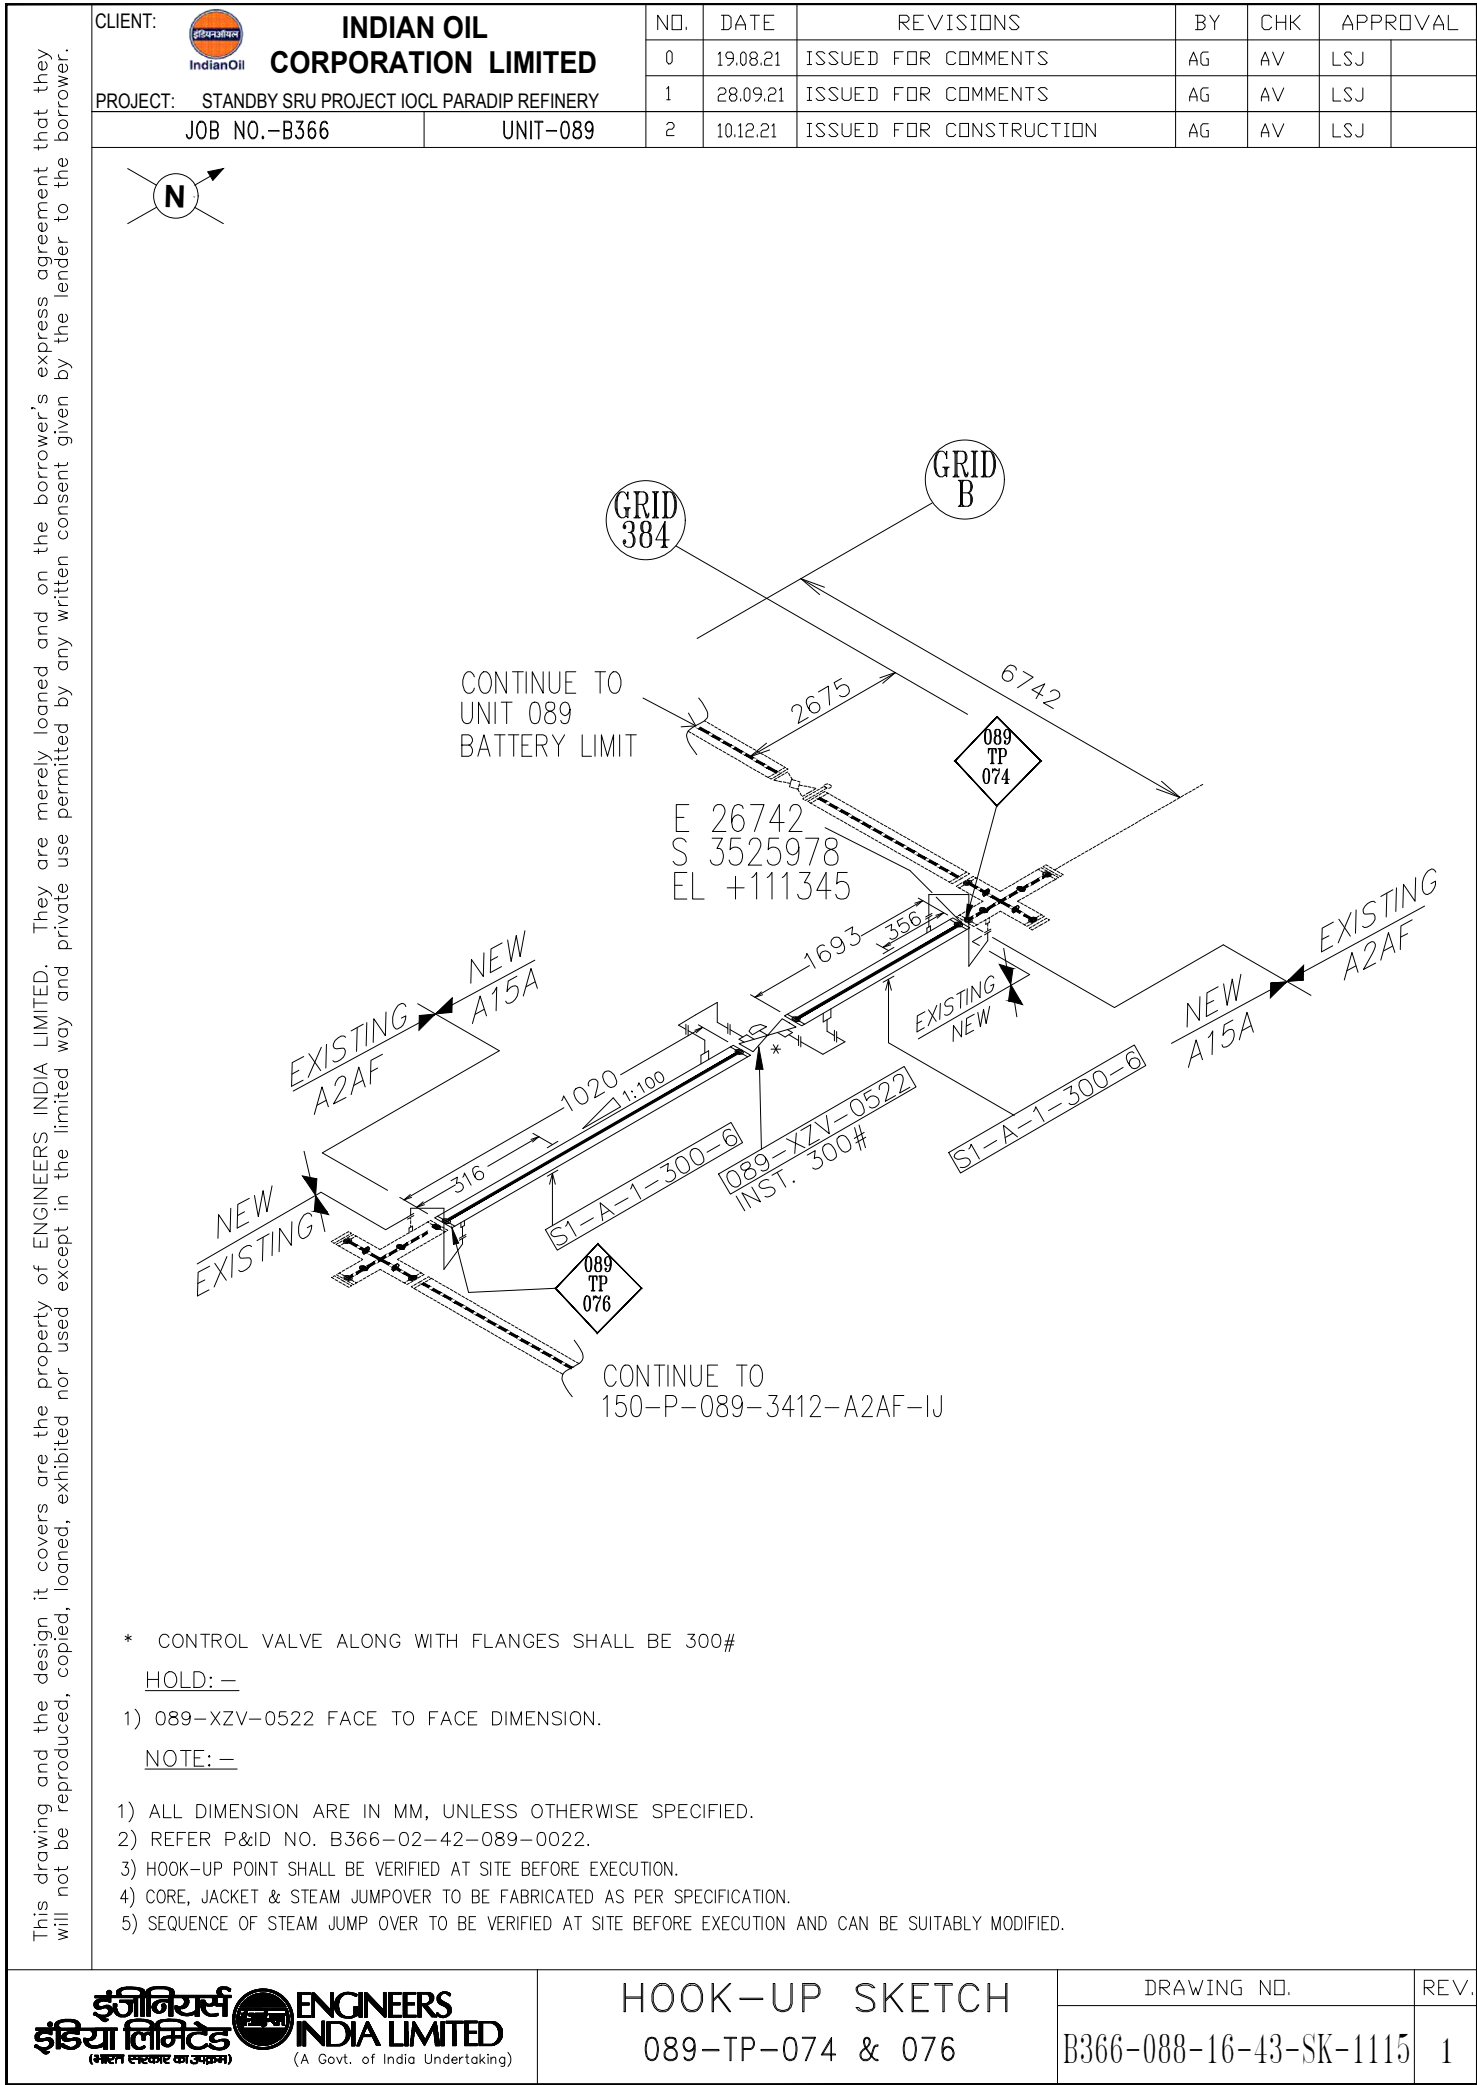 CLIENT:
इंडियनऑयल
IndianOil
INDIAN OIL
CORPORATION LIMITED
PROJECT: STANDBY SRU PROJECT IOCL PARADIP REFINERY
JOB NO.-B366 UNIT-089
NO. DATE REVISIONS BY CHK APPROVAL
0 19.08.21 ISSUED FOR COMMENTS AG AV LSJ
1 28.09.21 ISSUED FOR COMMENTS AG AV LSJ
2 10.12.21 ISSUED FOR CONSTRUCTION AG AV LSJ
This drawing and the design it covers are the property of ENGINEERS INDIA LIMITED. They are merely loaned and on the borrower's express agreement that they
will not be reproduced, copied, loaned, exhibited nor used except in the limited way and private use permitted by any written consent given by the lender to the borrower.
N
GRID
B
GRID
384
6742
2675
CONTINUE TO
UNIT 089
BATTERY LIMIT
089
TP
074
E 26742
S 3525978
EL +111345
EXISTING
A2AF
NEW
A15A
356
1693
EXISTING
NEW
NEW
A15A
EXISTING
A2AF
1020
1:100
316
S1-A-1-300-6
089-XZV-0522
INST. 300#
*
S1-A-1-300-6
NEW
EXISTING
089
TP
076
CONTINUE TO
150-P-089-3412-A2AF-IJ
* CONTROL VALVE ALONG WITH FLANGES SHALL BE 300#
HOLD:-
1) 089-XZV-0522 FACE TO FACE DIMENSION.
NOTE:-
1) ALL DIMENSION ARE IN MM, UNLESS OTHERWISE SPECIFIED.
2) REFER P&ID NO. B366-02-42-089-0022.
3) HOOK-UP POINT SHALL BE VERIFIED AT SITE BEFORE EXECUTION.
4) CORE, JACKET & STEAM JUMPOVER TO BE FABRICATED AS PER SPECIFICATION.
5) SEQUENCE OF STEAM JUMP OVER TO BE VERIFIED AT SITE BEFORE EXECUTION AND CAN BE SUITABLY MODIFIED.
इंजीनियर्स
इंडिया लिमिटेड
(भारत सरकार का उपक्रम)
ENGINEERS
INDIA LIMITED
(A Govt. of India Undertaking)
HOOK-UP SKETCH
089-TP-074 & 076
DRAWING NO. REV.
B366-088-16-43-SK-1115 1